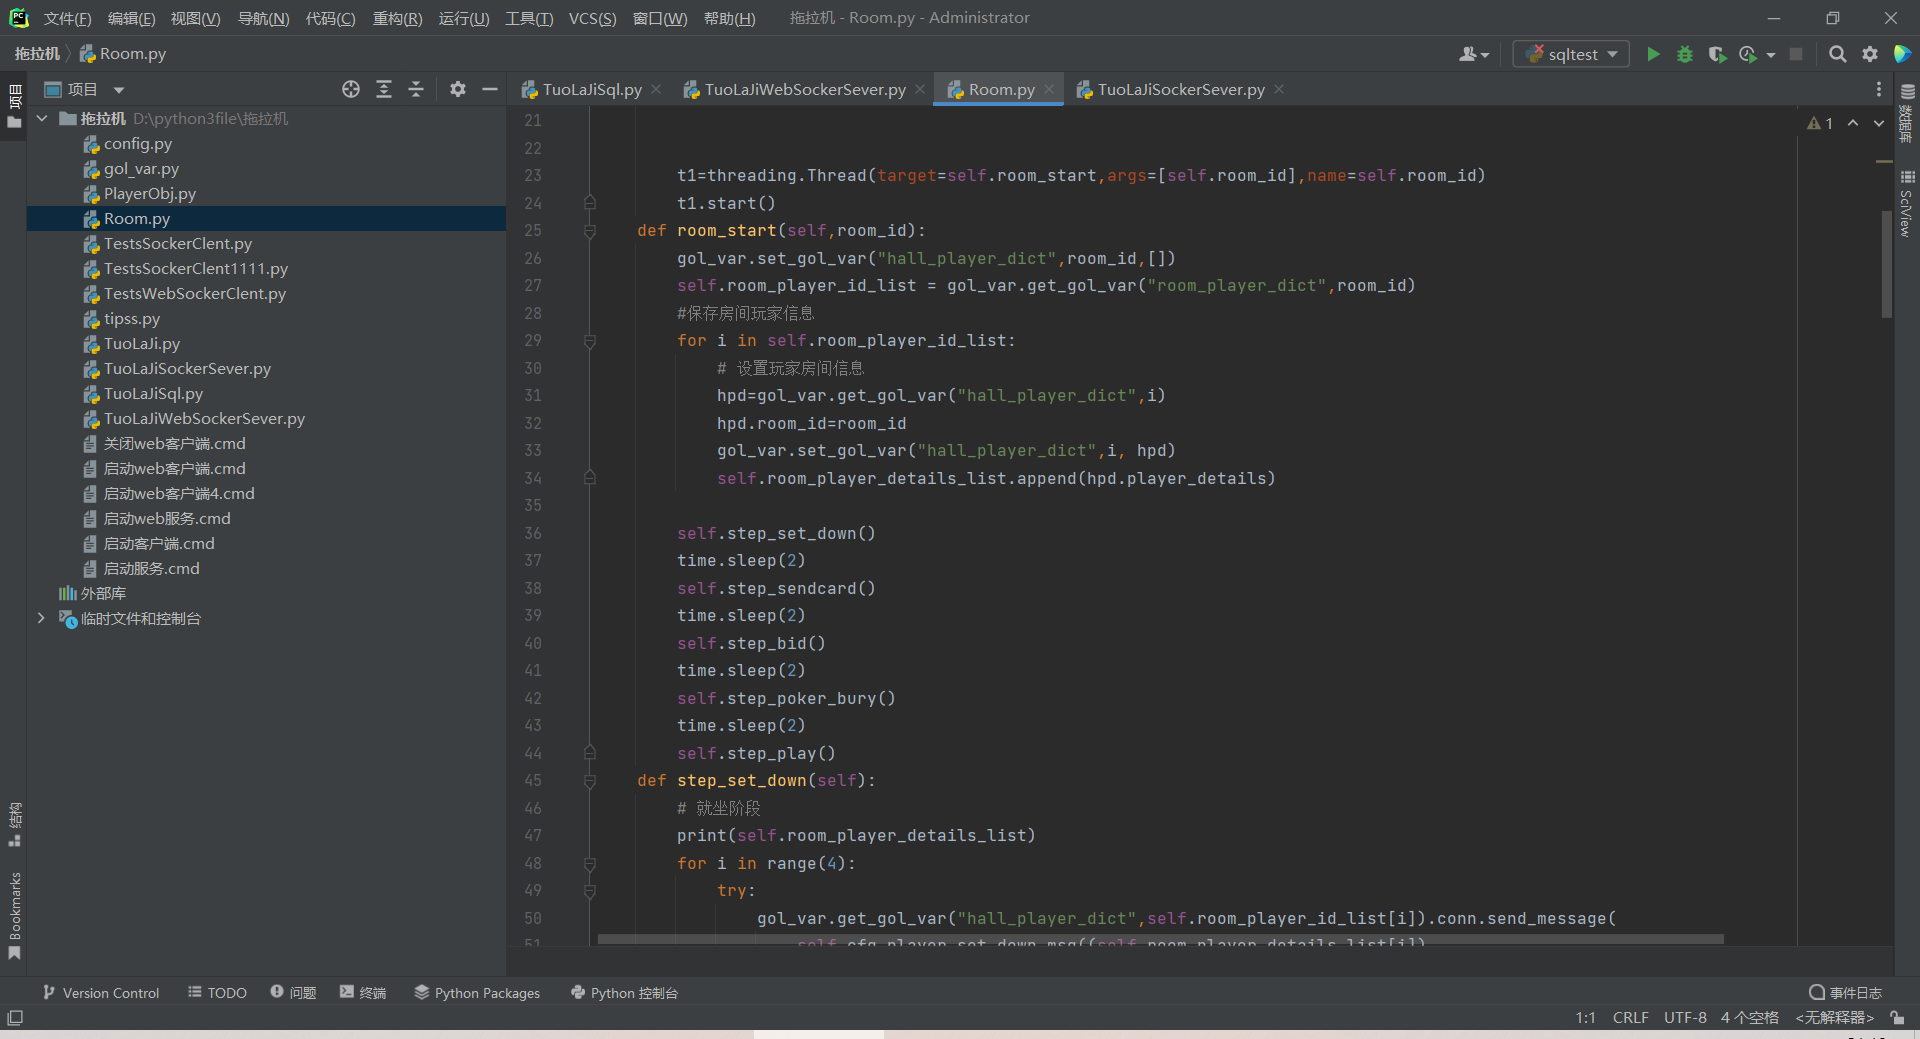 文件(F) 编辑(E) 视图(V) 导航(N) 代码(C) 重构(R) 运行(U) 工具(T) VCS(S) 窗口(W) 帮助(H) 拖拉机 - Room.py - Administrator
拖拉机 Room.py
sqltest
项目
项目
TuoLaJiSql.py
TuoLaJiWebSockerSever.py
Room.py
TuoLaJiSockerSever.py
拖拉机 D:\python3file\拖拉机
config.py
gol_var.py
PlayerObj.py
Room.py
TestsSockerClent.py
TestsSockerClent1111.py
TestsWebSockerClent.py
tipss.py
TuoLaJi.py
TuoLaJiSockerSever.py
TuoLaJiSql.py
TuoLaJiWebSockerSever.py
关闭web客户端.cmd
启动web客户端.cmd
启动web客户端4.cmd
启动web服务.cmd
启动客户端.cmd
启动服务.cmd
外部库
临时文件和控制台
结构
Bookmarks
21
22
23 t1=threading.Thread(target=self.room_start,args=[self.room_id],name=self.room_id)
24 t1.start()
25 def room_start(self,room_id):
26 gol_var.set_gol_var("hall_player_dict",room_id,[])
27 self.room_player_id_list = gol_var.get_gol_var("room_player_dict",room_id)
28 #保存房间玩家信息
29 for i in self.room_player_id_list:
30 # 设置玩家房间信息
31 hpd=gol_var.get_gol_var("hall_player_dict",i)
32 hpd.room_id=room_id
33 gol_var.set_gol_var("hall_player_dict",i, hpd)
34 self.room_player_details_list.append(hpd.player_details)
35
36 self.step_set_down()
37 time.sleep(2)
38 self.step_sendcard()
39 time.sleep(2)
40 self.step_bid()
41 time.sleep(2)
42 self.step_poker_bury()
43 time.sleep(2)
44 self.step_play()
45 def step_set_down(self):
46 # 就坐阶段
47 print(self.room_player_details_list)
48 for i in range(4):
49 try:
50 gol_var.get_gol_var("hall_player_dict",self.room_player_id_list[i]).conn.send_message(
51 self.cfg_player_set_down_msg((self.room_player_details_list[i])
1
数据库
SciView
Version Control TODO 问题 终端 Python Packages Python 控制台 事件日志
1:1 CRLF UTF-8 4 个空格 <无解释器>